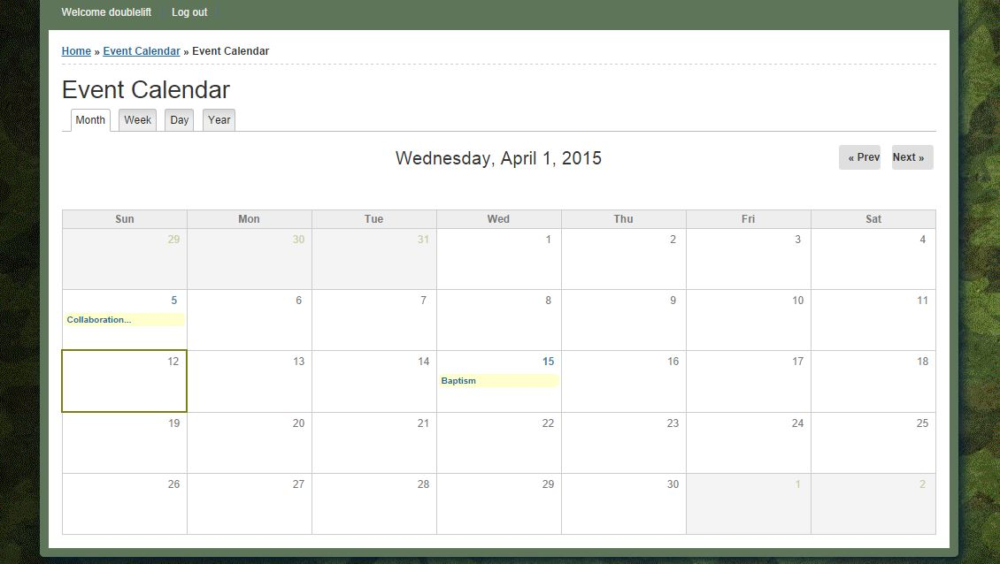 Welcome doublelift Log out
Home » Event Calendar » Event Calendar
Event Calendar
Month Week Day Year
Wednesday, April 1, 2015
« Prev Next »
Sun Mon Tue Wed Thu Fri Sat
29 30 31 1 2 3 4
5 6 7 8 9 10 11
Collaboration...
12 13 14 15 16 17 18
Baptism
19 20 21 22 23 24 25
26 27 28 29 30 1 2